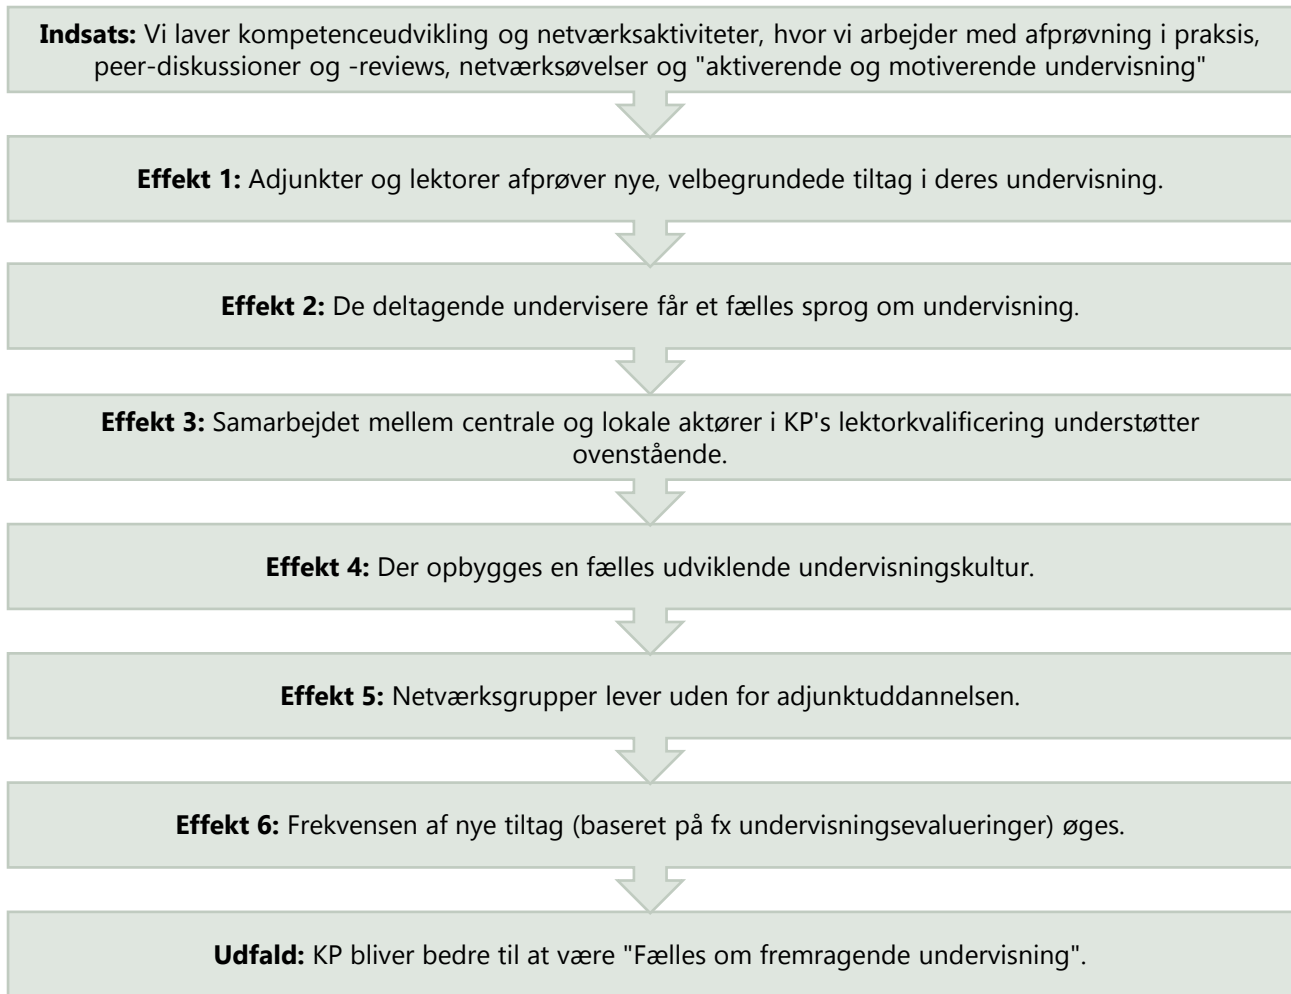 Indsats: Vi laver kompetenceudvikling og netværksaktiviteter, hvor vi arbejder med afprøvning i praksis,
peer-diskussioner og -reviews, netværksøvelser og "aktiverende og motiverende undervisning"
Effekt 1: Adjunkter og lektorer afprøver nye, velbegrundede tiltag i deres undervisning.
Effekt 2: De deltagende undervisere får et fælles sprog om undervisning.
Effekt 3: Samarbejdet mellem centrale og lokale aktører i KP's lektorkvalificering understøtter
ovenstående.
Effekt 4: Der opbygges en fælles udviklende undervisningskultur.
Effekt 5: Netværksgrupper lever uden for adjunktuddannelsen.
Effekt 6: Frekvensen af nye tiltag (baseret på fx undervisningsevalueringer) øges.
Udfald: KP bliver bedre til at være "Fælles om fremragende undervisning".